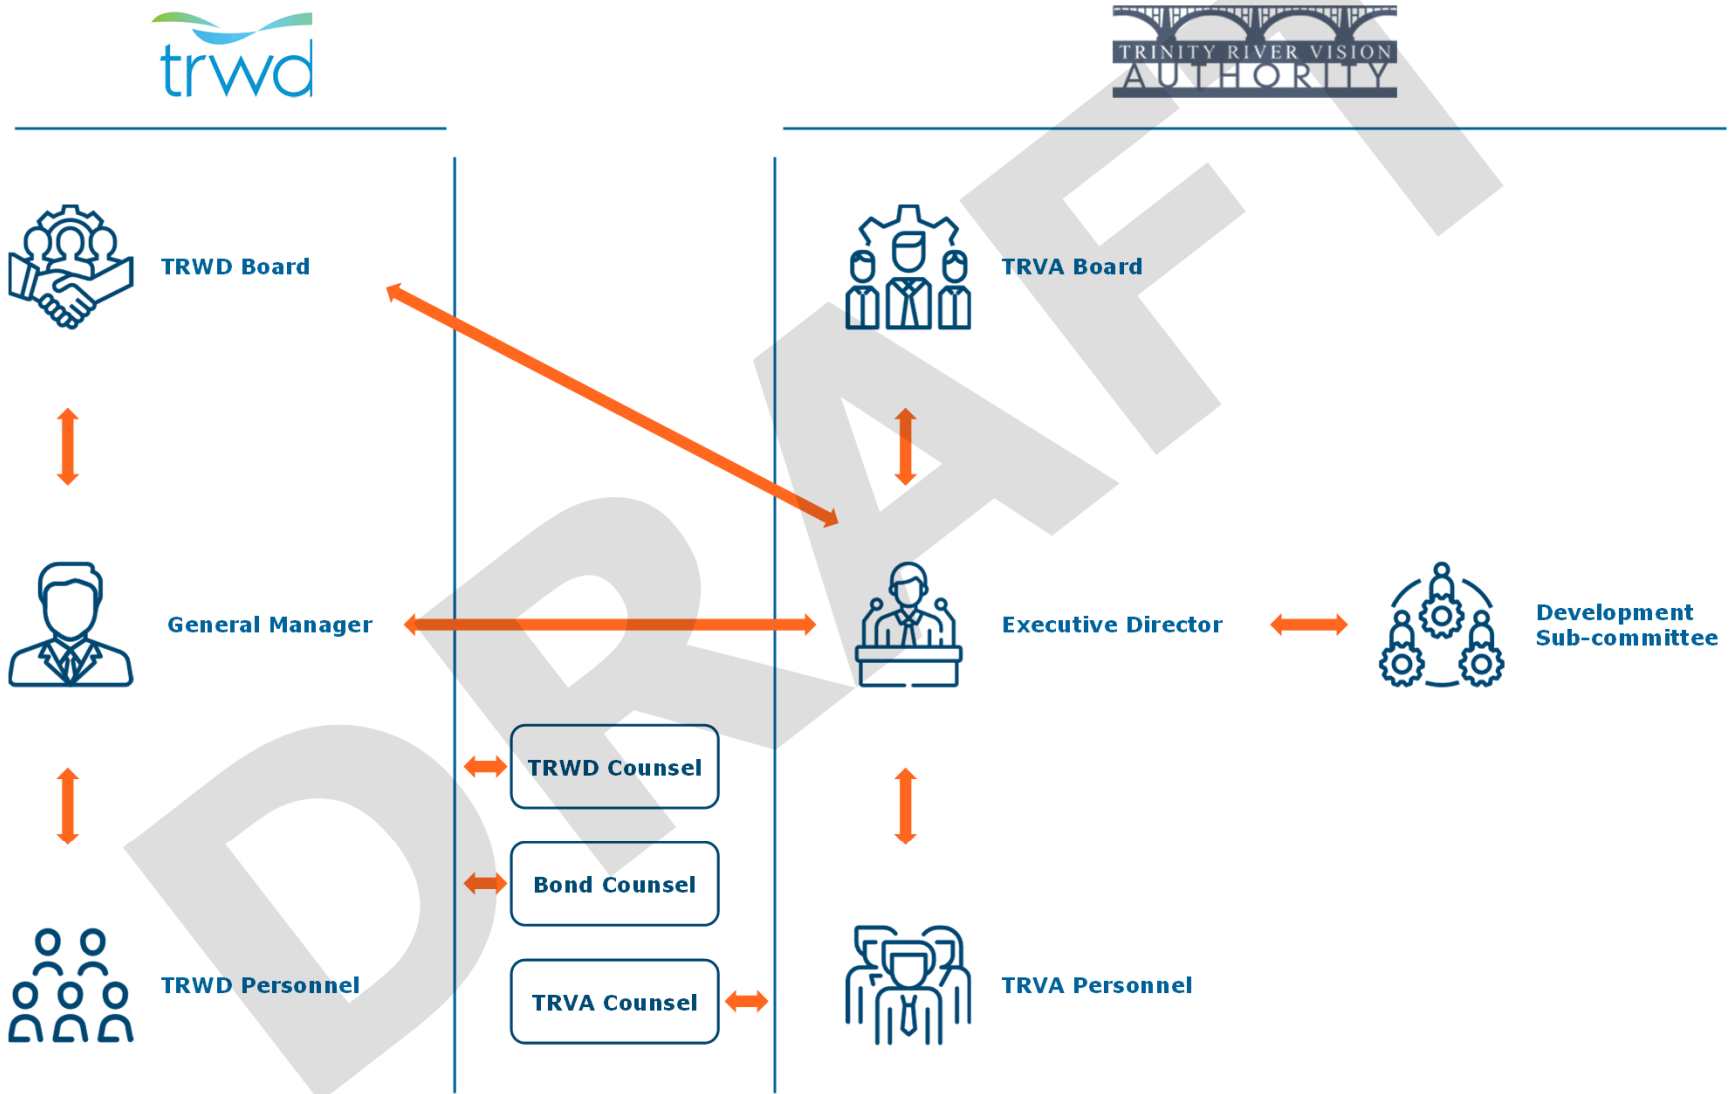 trwd
TRINITY RIVER VISION
AUTHORITY
TRWD Board
TRVA Board
General Manager
Executive Director
Development
Sub-committee
TRWD Counsel
Bond Counsel
TRVA Counsel
TRWD Personnel
TRVA Personnel
DRAFT